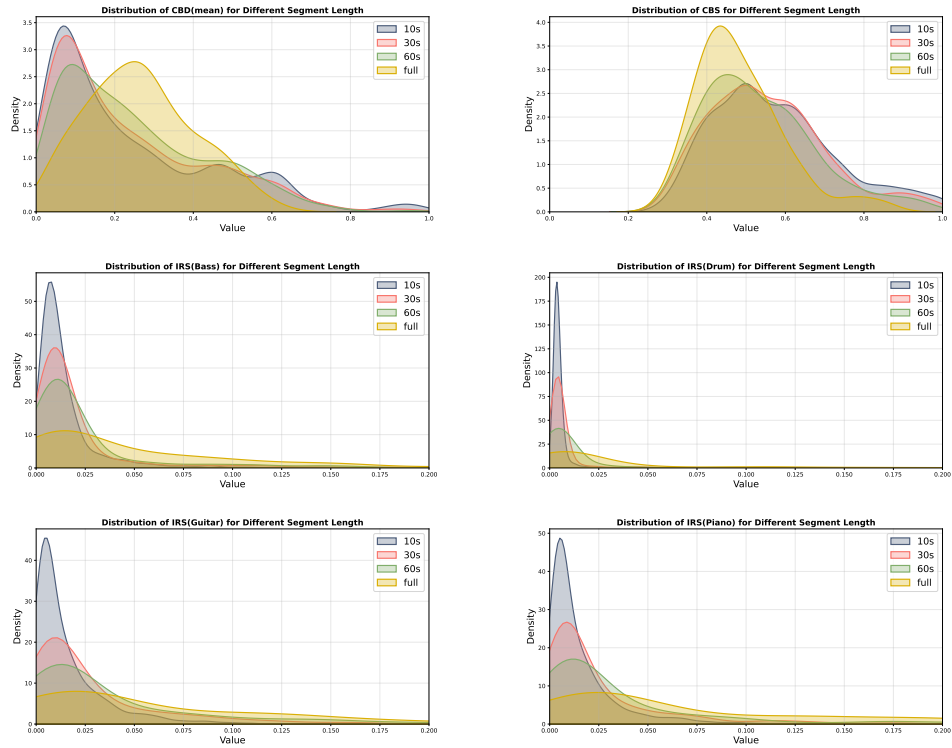 Distribution of CBD(mean) for Different Segment Length
3.5
3.0
2.5
2.0
1.5
1.0
0.5
0.0
Density
10s
30s
60s
full
0.0 0.2 0.4 0.6 0.8 1.0
Value
Distribution of CBS for Different Segment Length
4.0
3.5
3.0
2.5
2.0
1.5
1.0
0.5
0.0
Density
10s
30s
60s
full
0.0 0.2 0.4 0.6 0.8 1.0
Value
Distribution of IRS(Bass) for Different Segment Length
50
40
30
20
10
0
Density
10s
30s
60s
full
0.000 0.025 0.050 0.075 0.100 0.125 0.150 0.175 0.200
Value
Distribution of IRS(Drum) for Different Segment Length
200
175
150
125
100
75
50
25
0
Density
10s
30s
60s
full
0.000 0.025 0.050 0.075 0.100 0.125 0.150 0.175 0.200
Value
Distribution of IRS(Guitar) for Different Segment Length
40
30
20
10
0
Density
10s
30s
60s
full
0.000 0.025 0.050 0.075 0.100 0.125 0.150 0.175 0.200
Value
Distribution of IRS(Piano) for Different Segment Length
50
40
30
20
10
0
Density
10s
30s
60s
full
0.000 0.025 0.050 0.075 0.100 0.125 0.150 0.175 0.200
Value